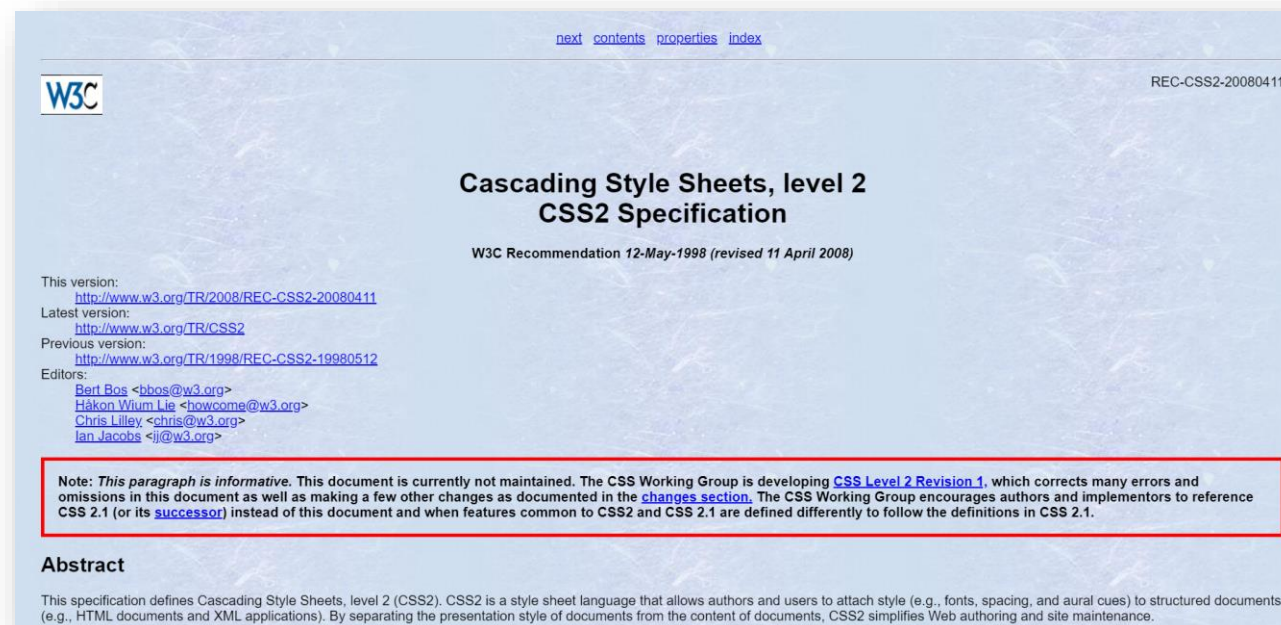 next contents properties index
W3C
REC-CSS2-20080411
Cascading Style Sheets, level 2
CSS2 Specification
W3C Recommendation 12-May-1998 (revised 11 April 2008)
This version:
http://www.w3.org/TR/2008/REC-CSS2-20080411
Latest version:
http://www.w3.org/TR/CSS2
Previous version:
http://www.w3.org/TR/1998/REC-CSS2-19980512
Editors:
Bert Bos <bbos@w3.org>
Håkon Wium Lie <howcome@w3.org>
Chris Lilley <chris@w3.org>
Ian Jacobs <ij@w3.org>
Note: This paragraph is informative. This document is currently not maintained. The CSS Working Group is developing CSS Level 2 Revision 1, which corrects many errors and
omissions in this document as well as making a few other changes as documented in the changes section. The CSS Working Group encourages authors and implementors to reference
CSS 2.1 (or its successor) instead of this document and when features common to CSS2 and CSS 2.1 are defined differently to follow the definitions in CSS 2.1.
Abstract
This specification defines Cascading Style Sheets, level 2 (CSS2). CSS2 is a style sheet language that allows authors and users to attach style (e.g., fonts, spacing, and aural cues) to structured documents
(e.g., HTML documents and XML applications). By separating the presentation style of documents from the content of documents, CSS2 simplifies Web authoring and site maintenance.